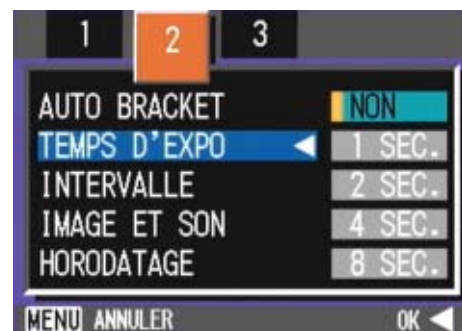 1 2 3
AUTO BRACKET NON
TEMPS D'EXPO ◀ 1 SEC.
INTERVALLE 2 SEC.
IMAGE ET SON 4 SEC.
HORODATAGE 8 SEC.
MENU ANNULER OK ◀